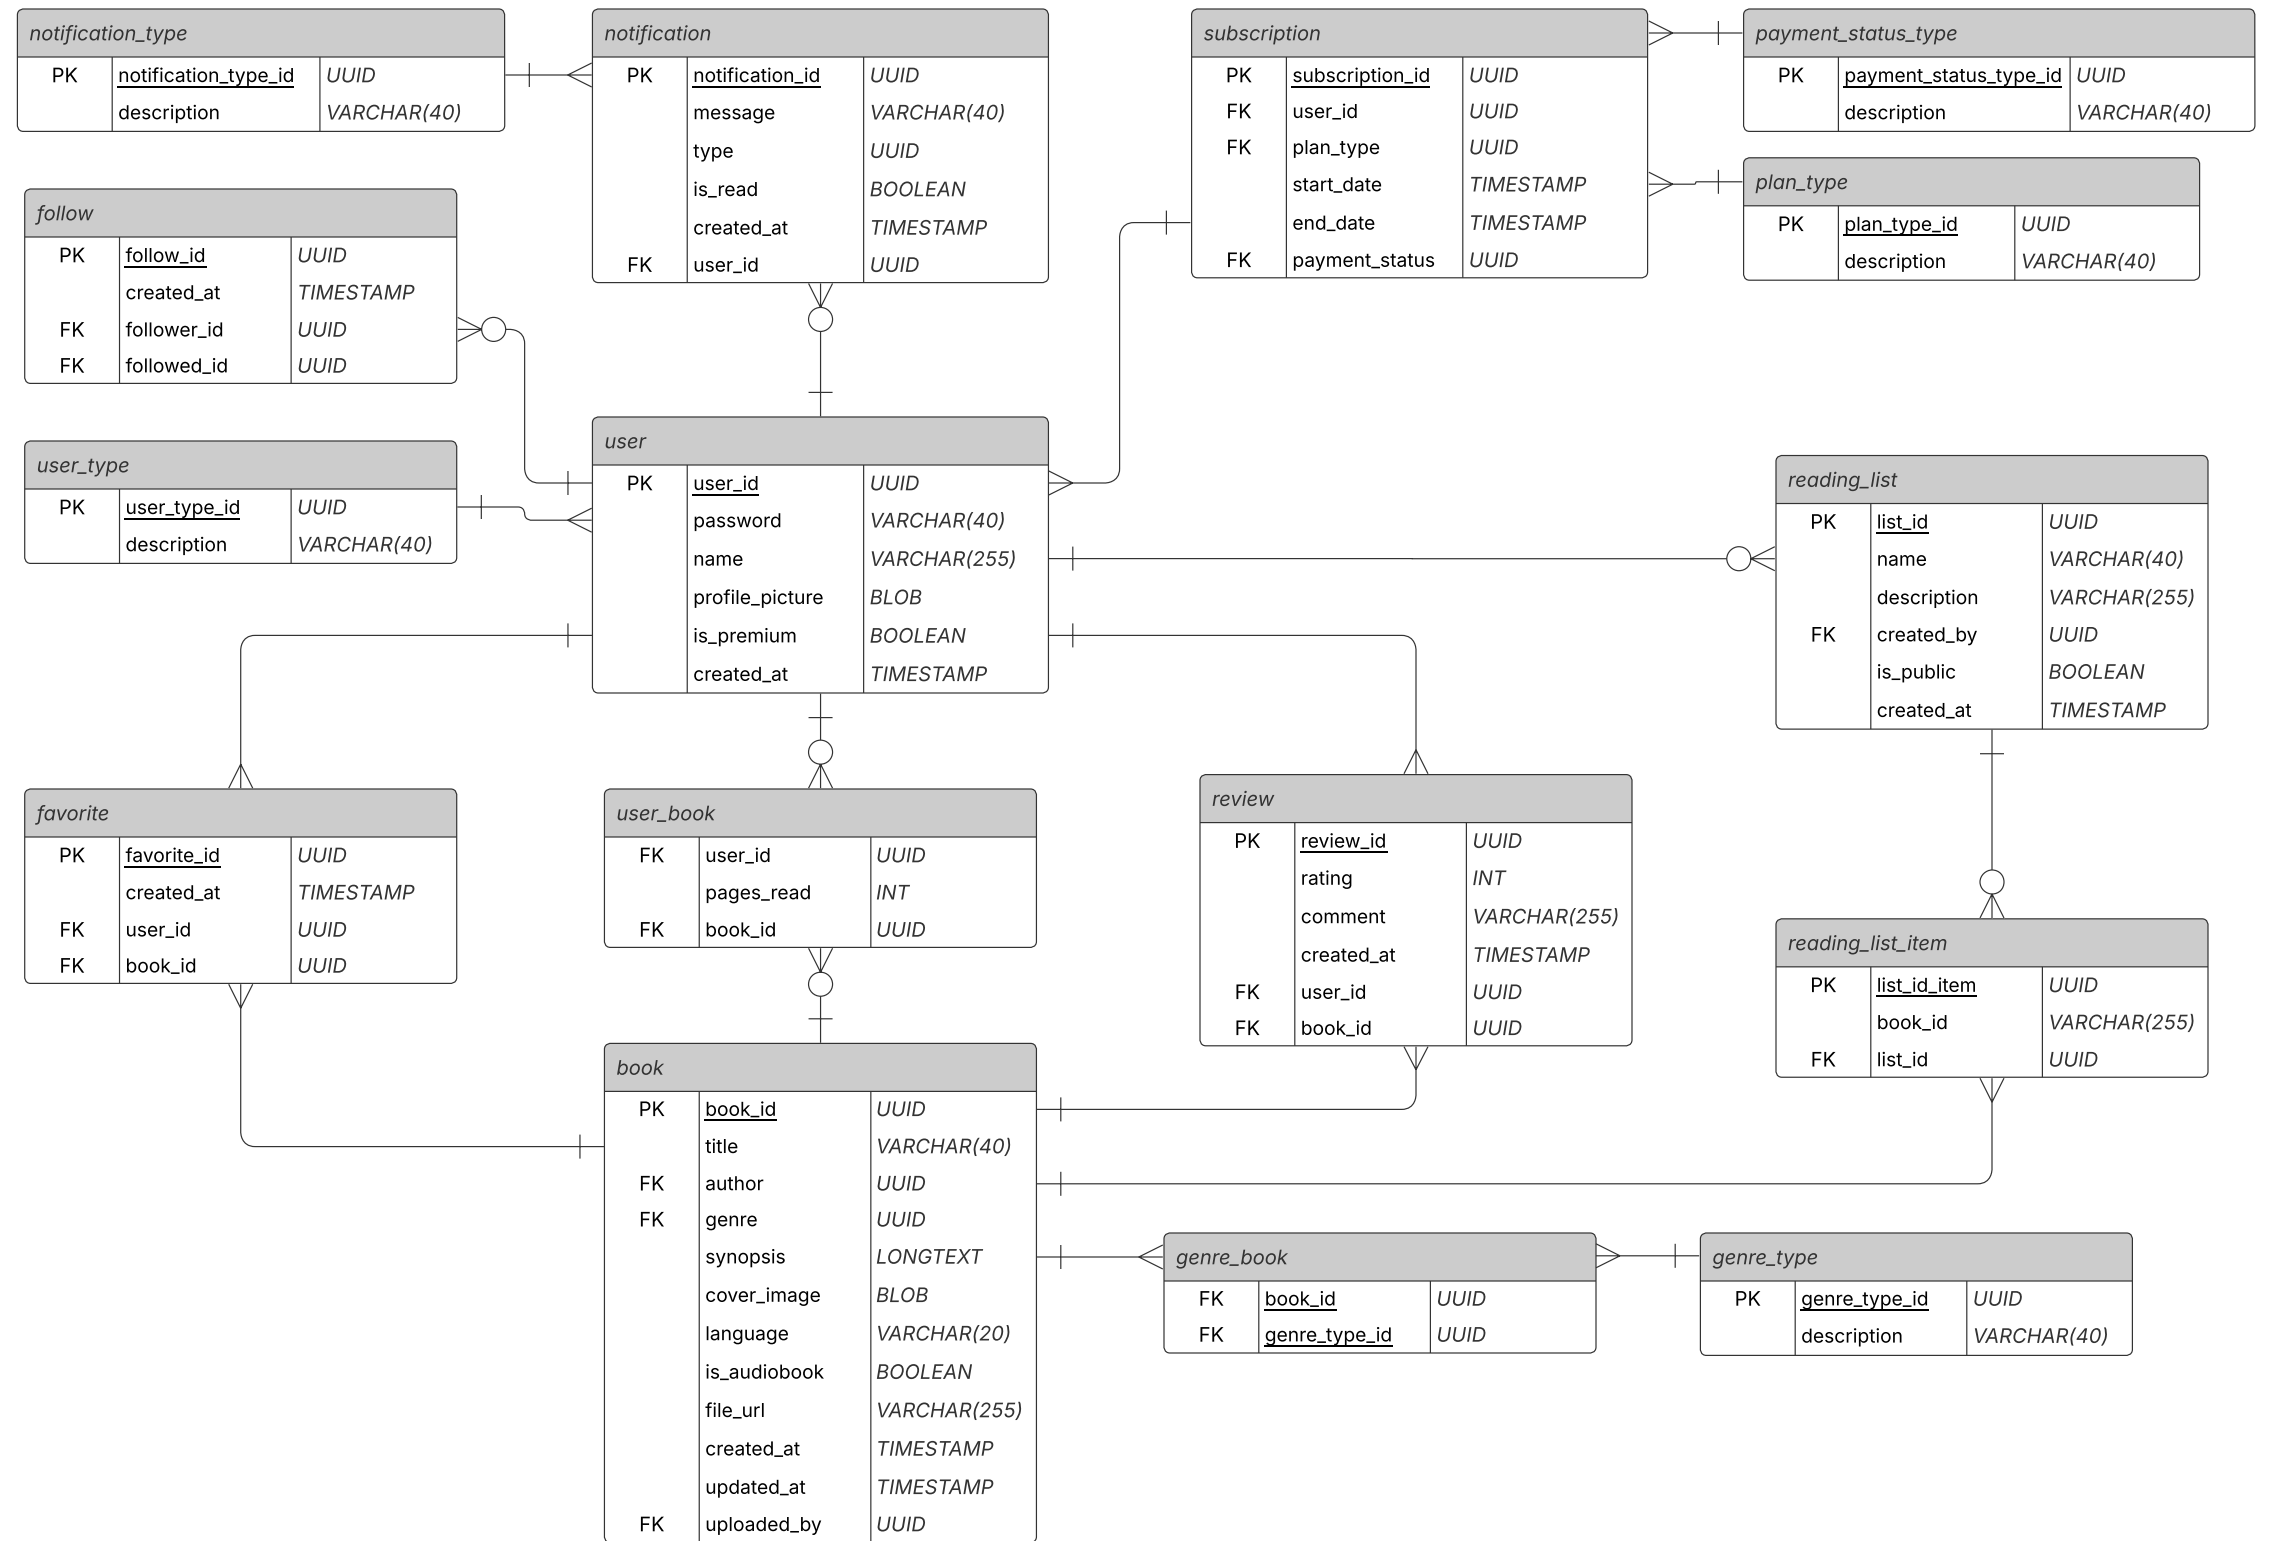 notification_type
PK notification_type_id UUID
description VARCHAR(40)
notification
PK notification_id UUID
message VARCHAR(40)
type UUID
is_read BOOLEAN
created_at TIMESTAMP
FK user_id UUID
subscription
PK subscription_id UUID
FK user_id UUID
FK plan_type UUID
start_date TIMESTAMP
end_date TIMESTAMP
FK payment_status UUID
payment_status_type
PK payment_status_type_id UUID
description VARCHAR(40)
plan_type
PK plan_type_id UUID
description VARCHAR(40)
follow
PK follow_id UUID
created_at TIMESTAMP
FK follower_id UUID
FK followed_id UUID
user_type
PK user_type_id UUID
description VARCHAR(40)
user
PK user_id UUID
password VARCHAR(40)
name VARCHAR(255)
profile_picture BLOB
is_premium BOOLEAN
created_at TIMESTAMP
reading_list
PK list_id UUID
name VARCHAR(40)
description VARCHAR(255)
FK created_by UUID
is_public BOOLEAN
created_at TIMESTAMP
favorite
PK favorite_id UUID
created_at TIMESTAMP
FK user_id UUID
FK book_id UUID
user_book
FK user_id UUID
pages_read INT
FK book_id UUID
review
PK review_id UUID
rating INT
comment VARCHAR(255)
created_at TIMESTAMP
FK user_id UUID
FK book_id UUID
reading_list_item
PK list_id_item UUID
book_id VARCHAR(255)
FK list_id UUID
book
PK book_id UUID
title VARCHAR(40)
FK author UUID
FK genre UUID
synopsis LONGTEXT
cover_image BLOB
language VARCHAR(20)
is_audiobook BOOLEAN
file_url VARCHAR(255)
created_at TIMESTAMP
updated_at TIMESTAMP
FK uploaded_by UUID
genre_book
FK book_id UUID
FK genre_type_id UUID
genre_type
PK genre_type_id UUID
description VARCHAR(40)